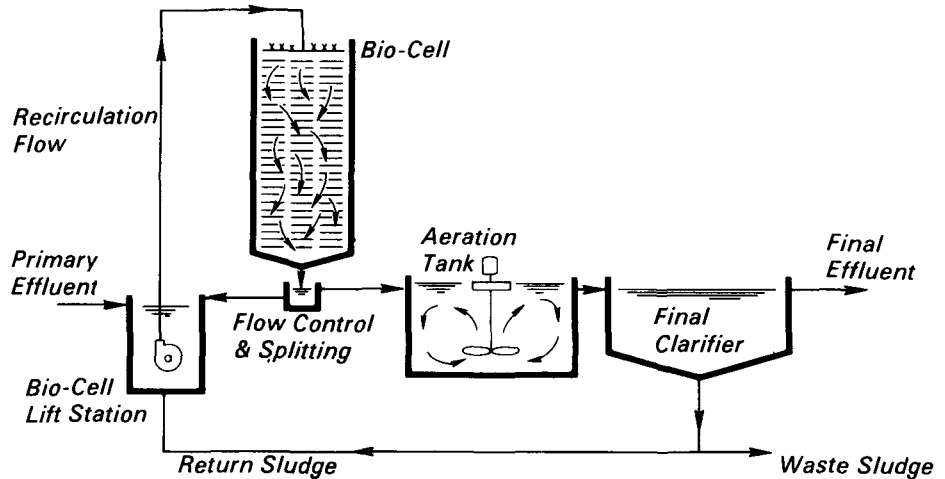 Bio-Cell
Recirculation
Flow
Primary
Effluent
Aeration
Tank
Final
Effluent
Flow Control
& Splitting
Final
Clarifier
Bio-Cell
Lift Station
Return Sludge
Waste Sludge